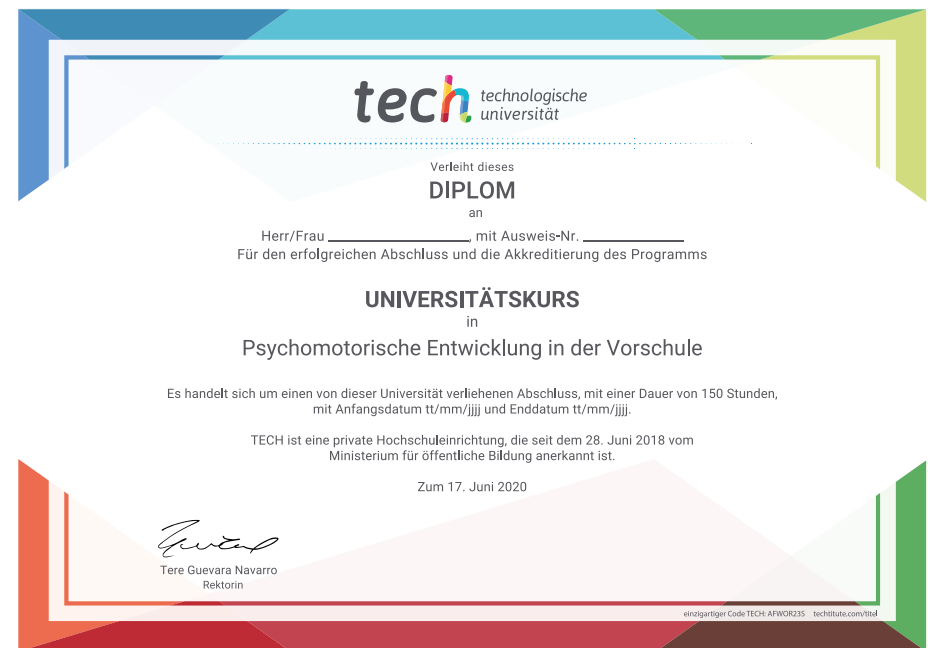 tech technologische
universität
Verleiht dieses
DIPLOM
an
Herr/Frau ________________, mit Ausweis-Nr. ____________
Für den erfolgreichen Abschluss und die Akkreditierung des Programms
UNIVERSITÄTSKURS
in
Psychomotorische Entwicklung in der Vorschule
Es handelt sich um einen von dieser Universität verliehenen Abschluss, mit einer Dauer von 150 Stunden,
mit Anfangsdatum tt/mm/jjjj und Enddatum tt/mm/jjjj.
TECH ist eine private Hochschuleinrichtung, die seit dem 28. Juni 2018 vom
Ministerium für öffentliche Bildung anerkannt ist.
Zum 17. Juni 2020
Tere Guevara Navarro
Rektorin
einzigartiger Code TECH: AFWOR23S techtitute.com/titel